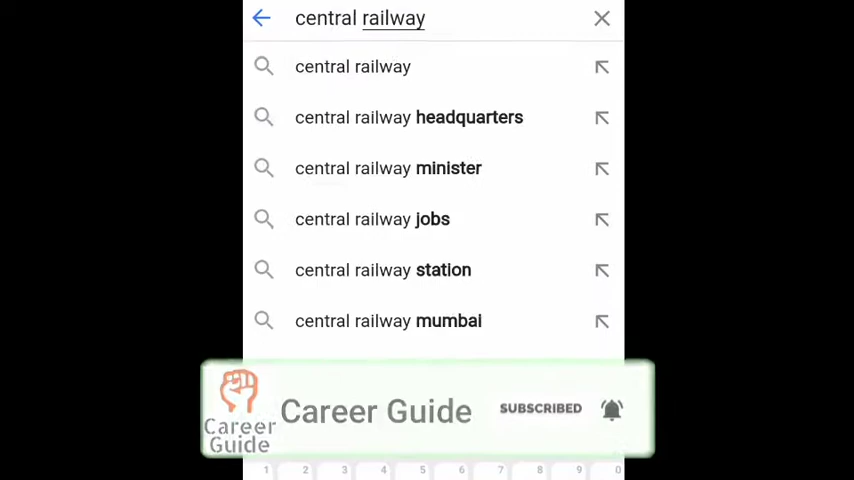 central railway
central railway
central railway headquarters
central railway minister
central railway jobs
central railway station
central railway mumbai
Career Guide
Career Guide
SUBSCRIBED
1 2 3 4 5 6 7 8 9 0